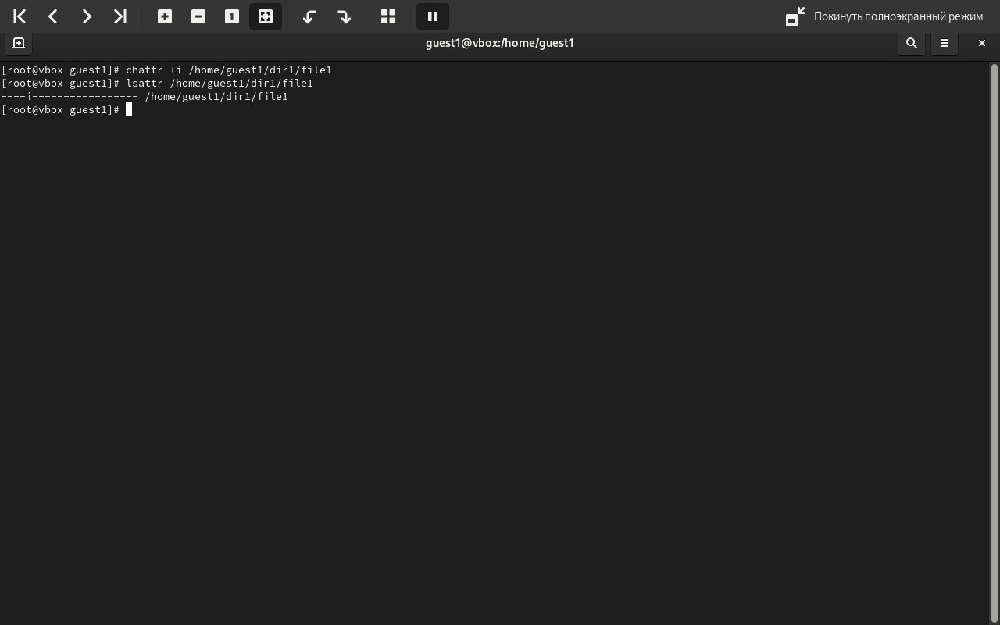 Покинуть полноэкранный режим
guest1@vbox:/home/guest1
[root@vbox guest1]# chattr +i /home/guest1/dir1/file1
[root@vbox guest1]# lsattr /home/guest1/dir1/file1
----i----------------- /home/guest1/dir1/file1
[root@vbox guest1]#